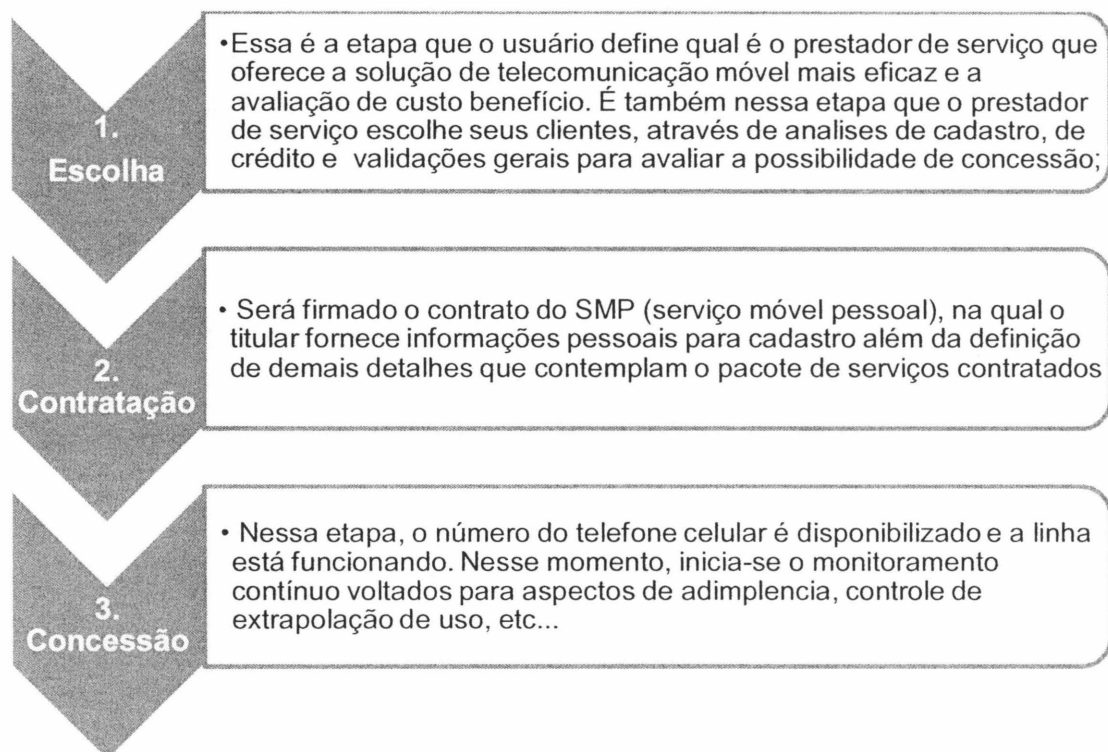 1.
Escolha
•Essa é a etapa que o usuário define qual é o prestador de serviço que
oferece a solução de telecomunicação móvel mais eficaz e a
avaliação de custo benefício. É também nessa etapa que o prestador
de serviço escolhe seus clientes, através de analises de cadastro, de
crédito e validações gerais para avaliar a possibilidade de concessão;
2.
Contratação
• Será firmado o contrato do SMP (serviço móvel pessoal), na qual o
titular fornece informações pessoais para cadastro além da definição
de demais detalhes que contemplam o pacote de serviços contratados
3.
Concessão
• Nessa etapa, o número do telefone celular é disponibilizado e a linha
está funcionando. Nesse momento, inicia-se o monitoramento
contínuo voltados para aspectos de adimplencia, controle de
extrapolação de uso, etc...